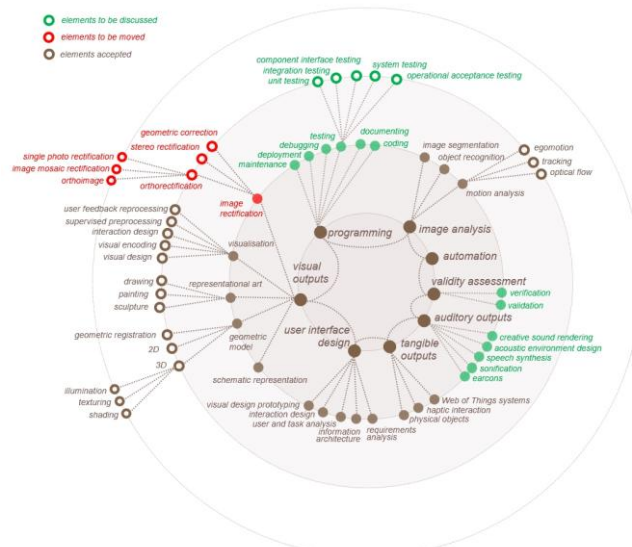 elements to be discussed
elements to be moved
elements accepted
component interface testing
system testing
integration testing
operational acceptance testing
unit testing
geometric correction
stereo rectification
single photo rectification
image mosaic rectification
orthoimage
orthorectification
image
rectification
testing
debugging
deployment
maintenance
documenting
coding
image segmentation
object recognition
motion analysis
egomotion
tracking
optical flow
user feedback reprocessing
supervised preprocessing
interaction design
visual encoding
visual design
visualisation
drawing
painting
sculpture
representational art
geometric registration
2D
3D
geometric
model
illumination
texturing
shading
schematic representation
programming
image analysis
automation
validity assessment
auditory outputs
tangible
outputs
user interface
design
visual
outputs
verification
validation
creative sound rendering
acoustic environment design
speech synthesis
sonification
earcons
Web of Things systems
haptic interaction
physical objects
visual design prototyping
interaction design
user and task analysis
information
architecture
requirements
analysis